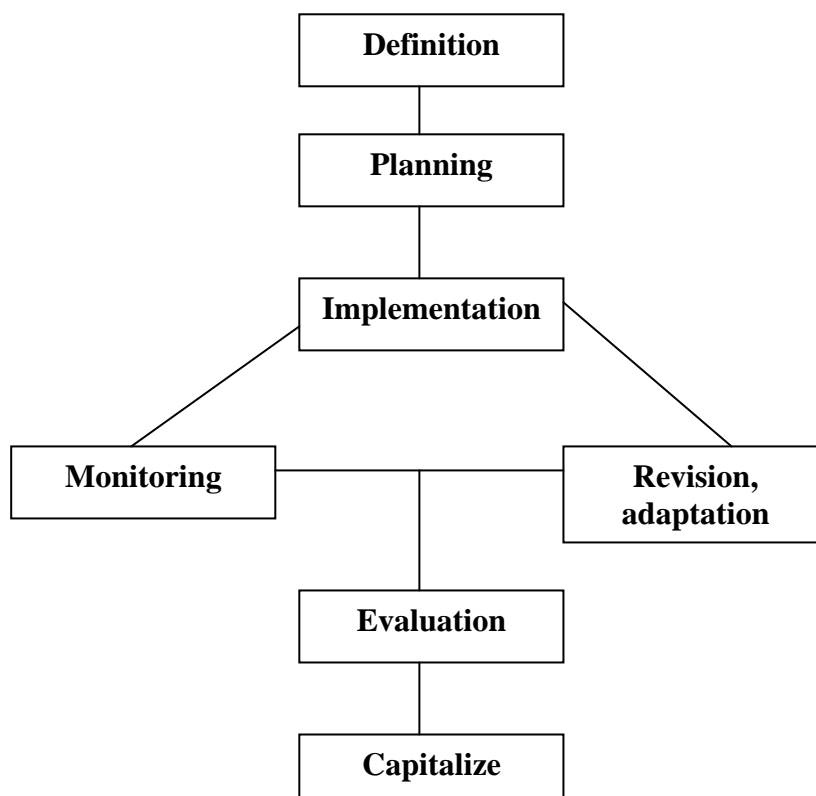 Definition
Planning
Implementation
Monitoring
Revision,
adaptation
Evaluation
Capitalize